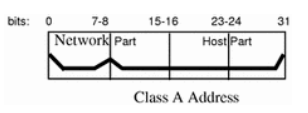 bits: 0 7-8 15-16 23-24 31
Network Part Host Part
Class A Address